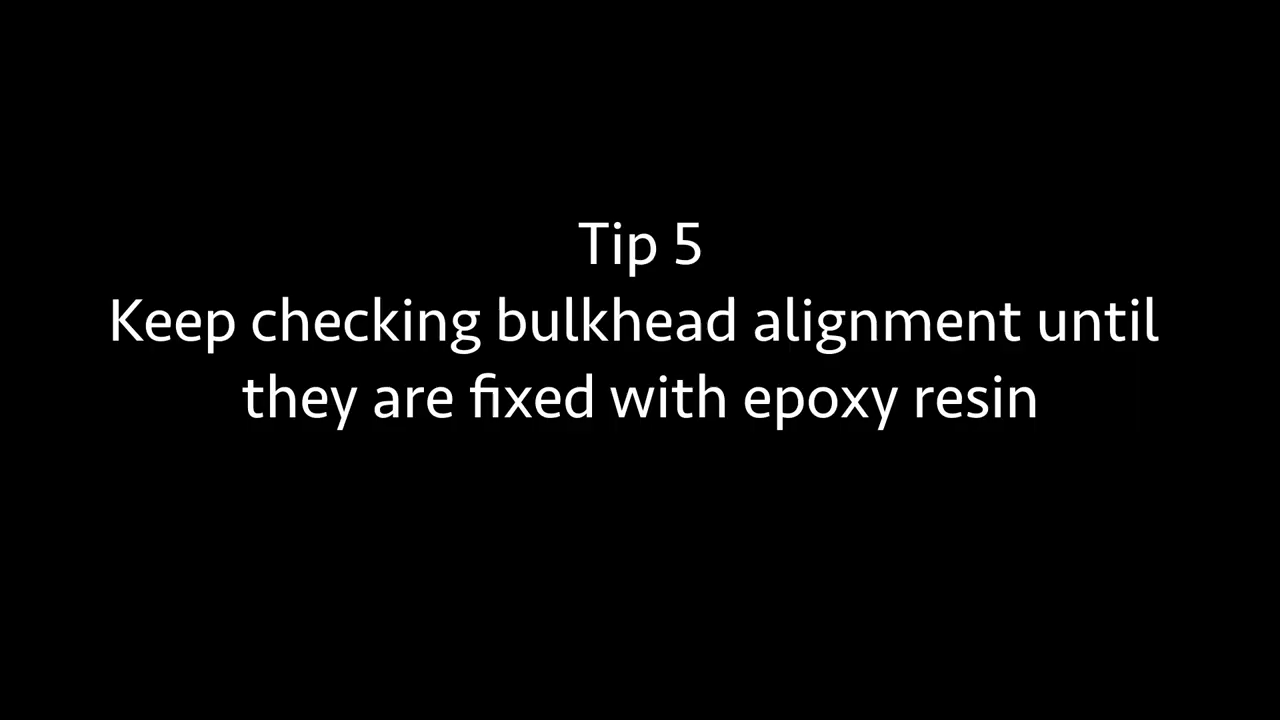 Tip 5
Keep checking bulkhead alignment until
they are fixed with epoxy resin